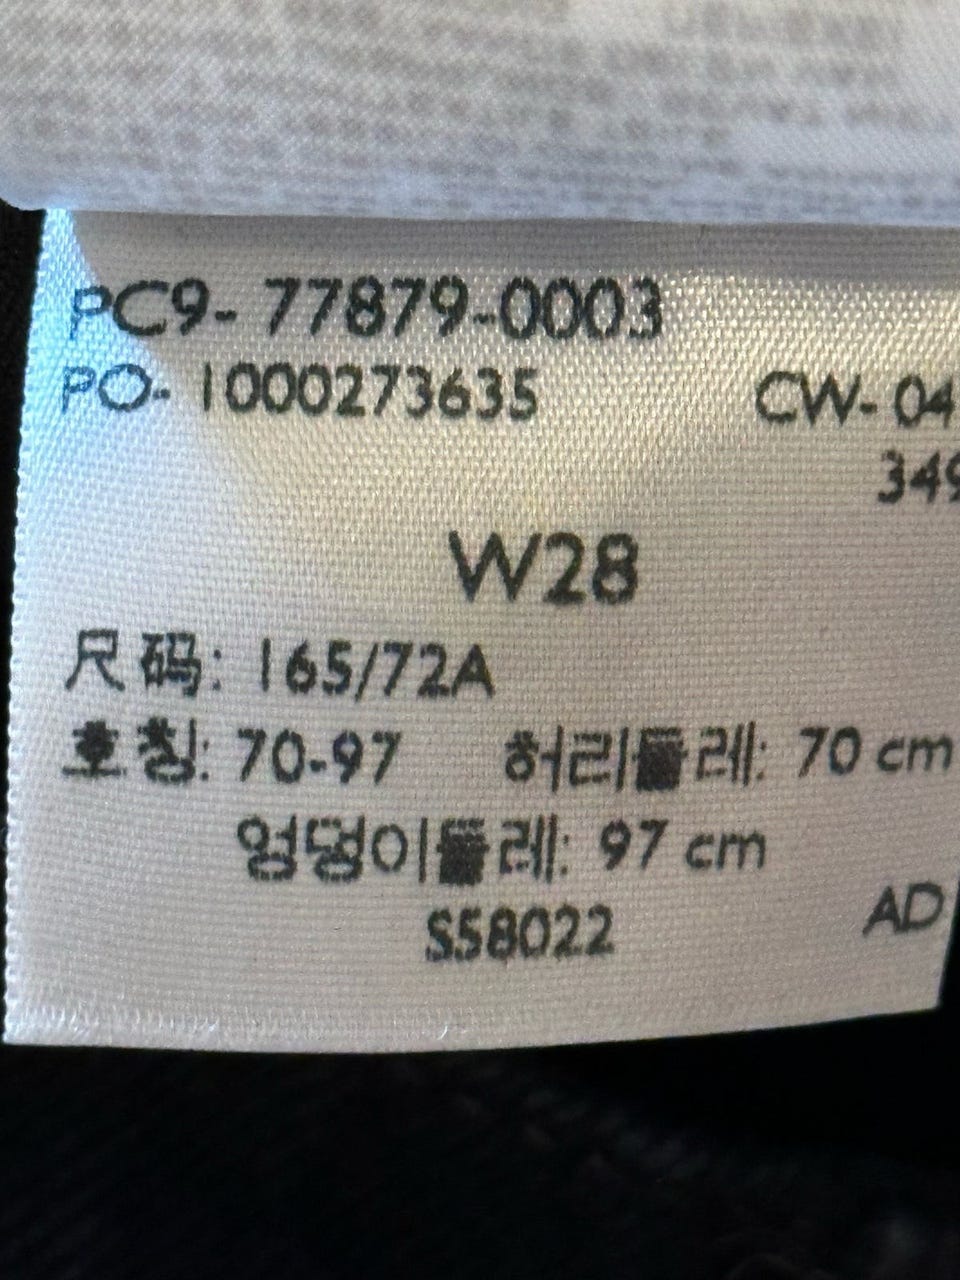 PC9-77879-0003
PO-1000273635 CW-04
349
W28
尺码: 165/72A
호칭: 70-97 허리둘레: 70 cm
엉덩이둘레: 97 cm
S58022 AD